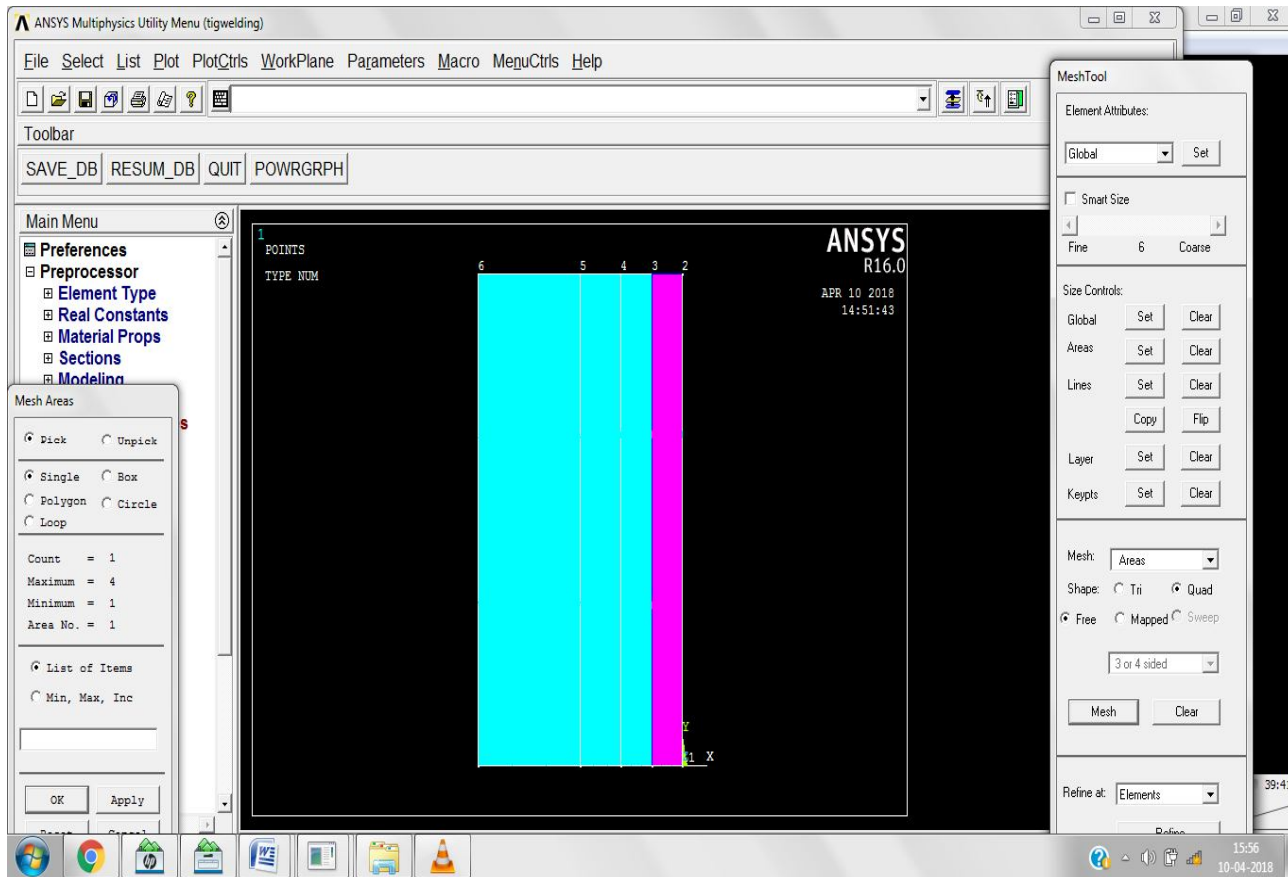 ANSYS Multiphysics Utility Menu (tigwelding)
File Select List Plot PlotCtrls WorkPlane Parameters Macro MenuCtrls Help
Toolbar
SAVE_DB RESUM_DB QUIT POWRGRPH
Main Menu
Preferences
Preprocessor
Element Type
Real Constants
Material Props
Sections
Modeling
s
Mesh Areas
Pick Unpick
Single Box
Polygon Circle
Loop
Count = 1
Maximum = 4
Minimum = 1
Area No. = 1
List of Items
Min, Max, Inc
OK Apply
Reset Cancel
1
POINTS
TYPE NUM
ANSYS
R16.0
APR 10 2018
14:51:43
6 5 4 3 2
Y
1 X
MeshTool
Element Attributes:
Global Set
Smart Size
Fine 6 Coarse
Size Controls:
Global Set Clear
Areas Set Clear
Lines Set Clear
Copy Flip
Layer Set Clear
Keypts Set Clear
Mesh: Areas
Shape: Tri Quad
Free Mapped Sweep
3 or 4 sided
Mesh Clear
Refine at: Elements
Refine
39:4
hp
W
15:56
10-04-2018